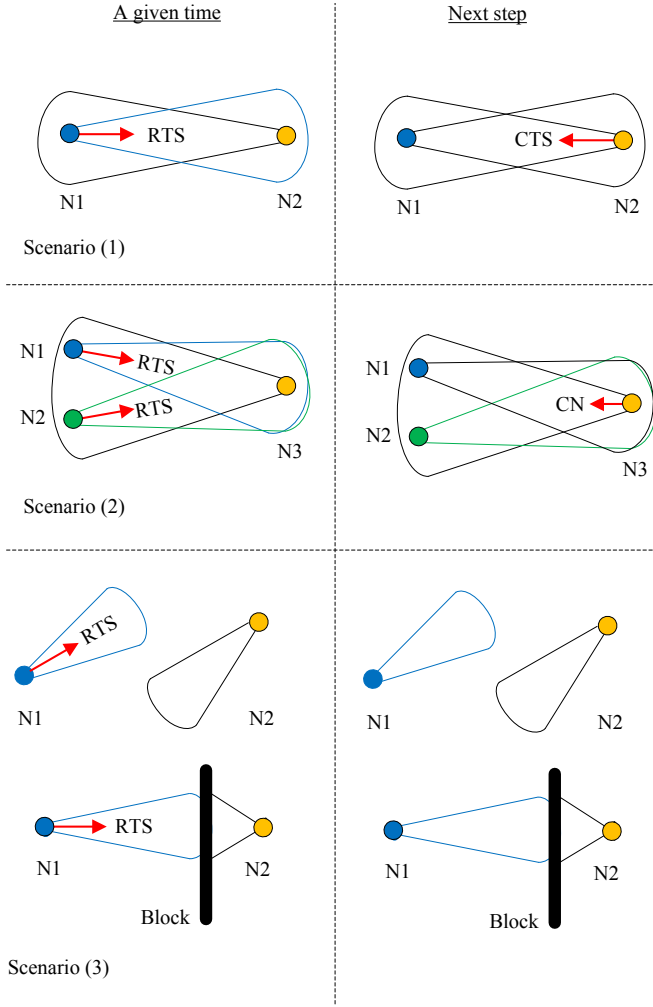 A given time
Next step
RTS
N1
N2
CTS
N1
N2
Scenario (1)
N1
RTS
N2
RTS
N3
N1
CN
N2
N3
Scenario (2)
RTS
N1
N2
N1
N2
RTS
N1
N2
Block
N1
N2
Block
Scenario (3)